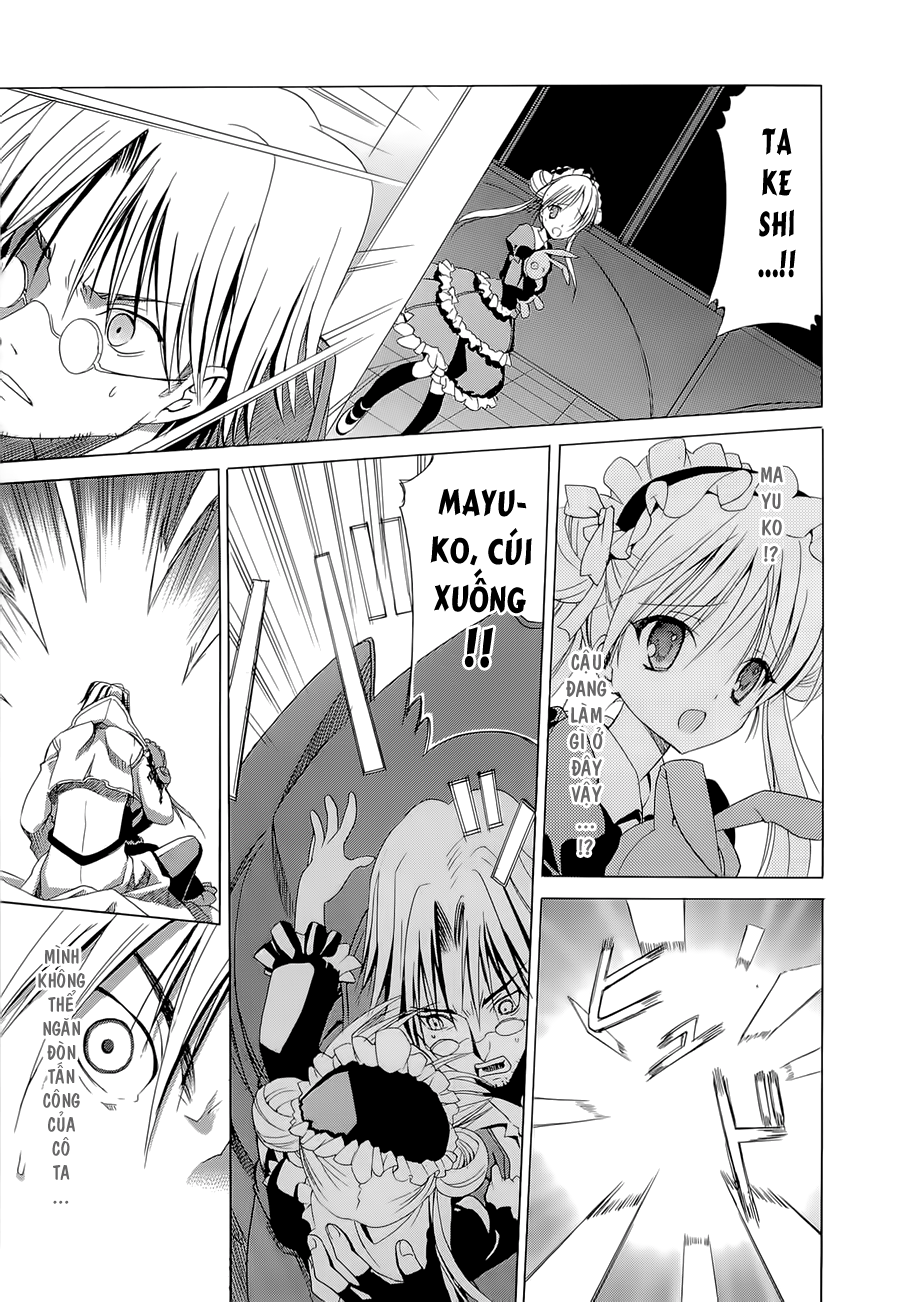 TA
KE
SHI
...!!
MA
YU
KO
!?
CẬU
ĐANG
LÀM
GÌ Ở
ĐÂY
VẬY
...
!?
MAYU-
KO, CÚI
XUỐNG
!!
MÌNH
KHÔNG
THỂ
NGĂN
ĐÒN
TẤN
CÔNG
CỦA
CÔ
TA
...